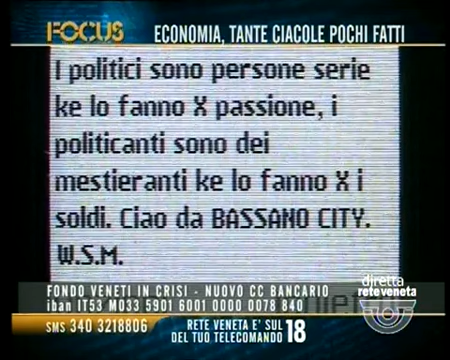 FOCUS
ECONOMIA, TANTE CIACOLE POCHI FATTI
I politici sono persone serie
ke lo fanno X passione, i
politicanti sono dei
mestieranti ke lo fanno X i
soldi. Ciao da BASSANO CITY.
W.S.M.
FONDO VENETI IN CRISI - NUOVO CC BANCARIO
iban IT53 M033 5901 6001 0000 0078 840
diretta
reteveneta
SMS 340 3218806
RETE VENETA E' SUL
DEL TUO TELECOMANDO 18